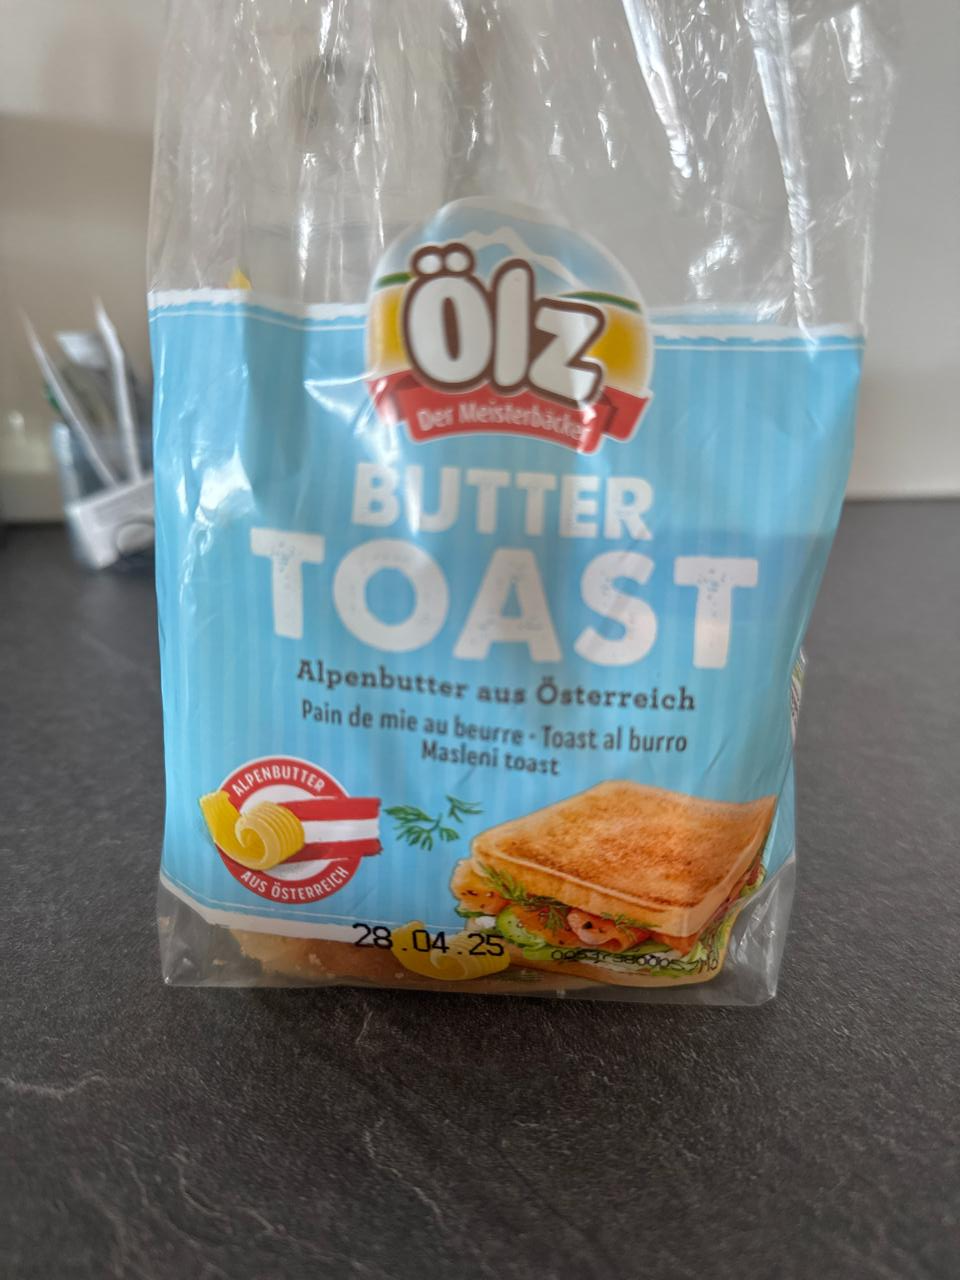 Ölz
Der Meisterbäcker
BUTTER
TOAST
Alpenbutter aus Österreich
Pain de mie au beurre - Toast al burro
Masleni toast
ALPENBUTTER
AUS ÖSTERREICH
28.04.25